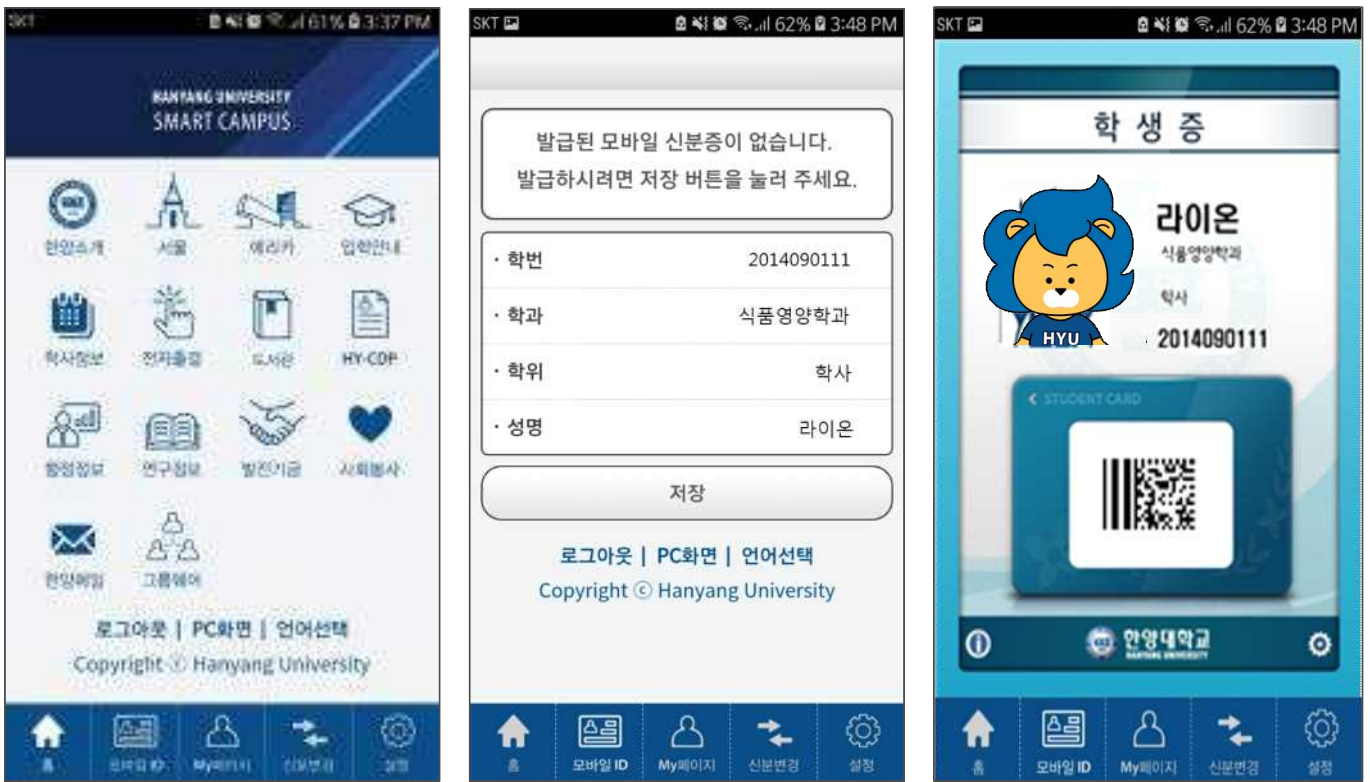 SKT 61% 3:37 PM
HANYANG UNIVERSITY
SMART CAMPUS
한양소개 서울 에리카 입학안내
학사정보 전자출결 도서관 HY-CDP
행정정보 연구정보 발전기금 사회봉사
한양메일 그룹웨어
로그아웃 | PC화면 | 언어선택
Copyright ⓒ Hanyang University
홈 모바일 ID My페이지 신분변경 설정
SKT 62% 3:48 PM
발급된 모바일 신분증이 없습니다.
발급하시려면 저장 버튼을 눌러 주세요.
· 학번 2014090111
· 학과 식품영양학과
· 학위 학사
· 성명 라이온
저장
로그아웃 | PC화면 | 언어선택
Copyright ⓒ Hanyang University
홈 모바일 ID My페이지 신분변경 설정
SKT 62% 3:48 PM
학생증
라이온
식품영양학과
학사
HYU
2014090111
STUDENT CARD
한양대학교
HANYANG UNIVERSITY
홈 모바일 ID My페이지 신분변경 설정